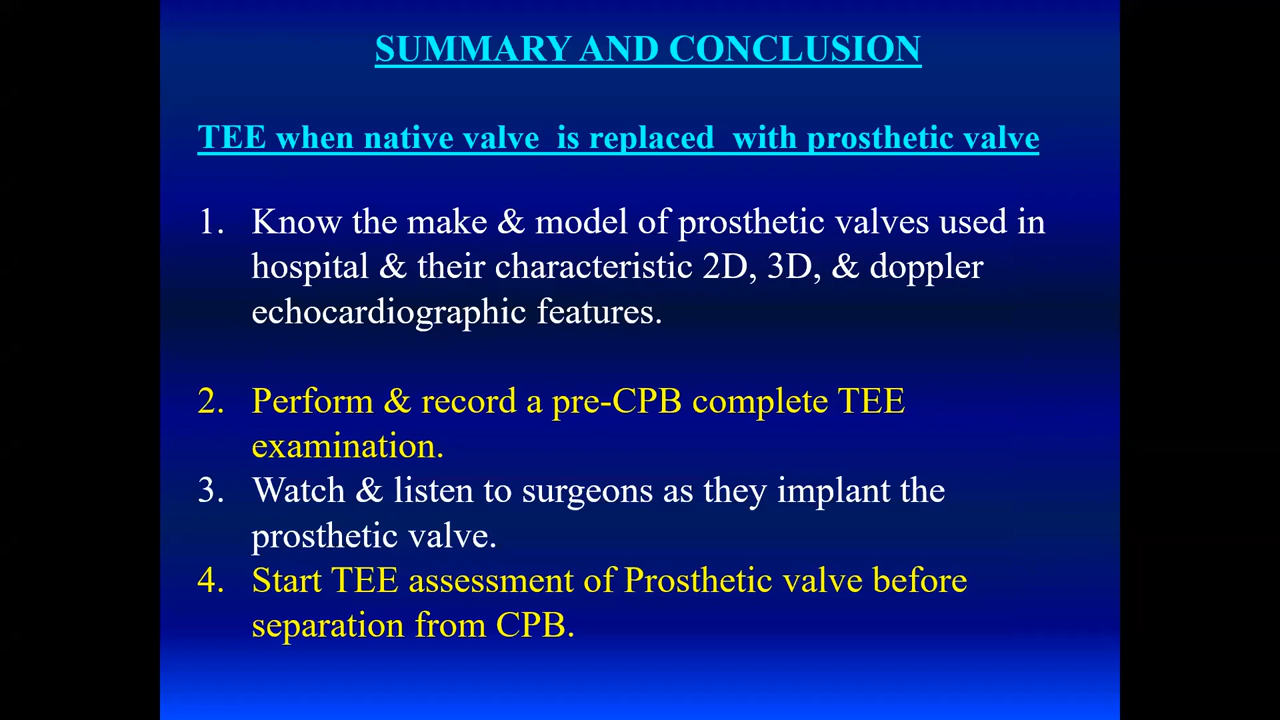 SUMMARY AND CONCLUSION
TEE when native valve is replaced with prosthetic valve
1. Know the make & model of prosthetic valves used in
hospital & their characteristic 2D, 3D, & doppler
echocardiographic features.
2. Perform & record a pre-CPB complete TEE
examination.
3. Watch & listen to surgeons as they implant the
prosthetic valve.
4. Start TEE assessment of Prosthetic valve before
separation from CPB.